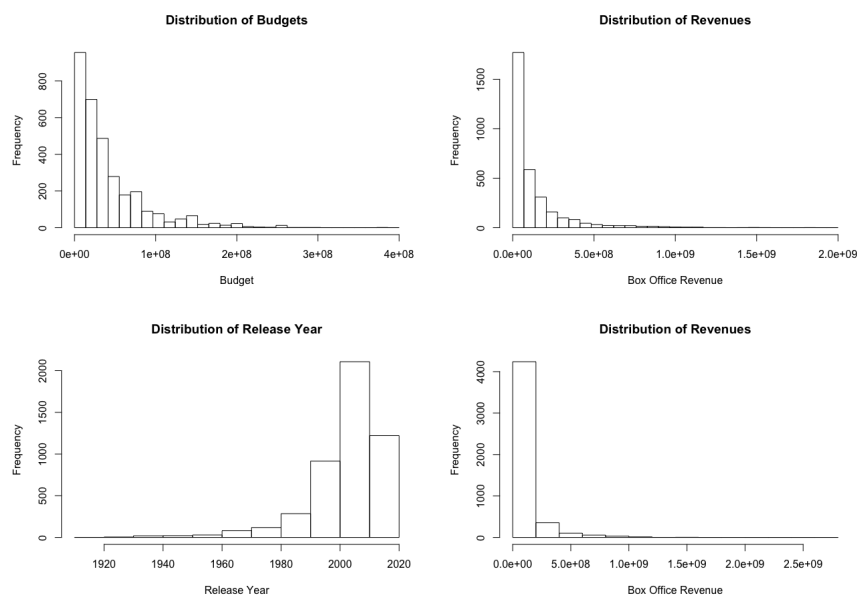 Distribution of Budgets
Frequency
0 200 400 600 800
0e+00 1e+08 2e+08 3e+08 4e+08
Budget
Distribution of Revenues
Frequency
0 500 1500
0.0e+00 5.0e+08 1.0e+09 1.5e+09 2.0e+09
Box Office Revenue
Distribution of Release Year
Frequency
0 500 1000 1500 2000
1920 1940 1960 1980 2000 2020
Release Year
Distribution of Revenues
Frequency
0 1000 2000 3000 4000
0.0e+00 5.0e+08 1.0e+09 1.5e+09 2.0e+09 2.5e+09
Box Office Revenue